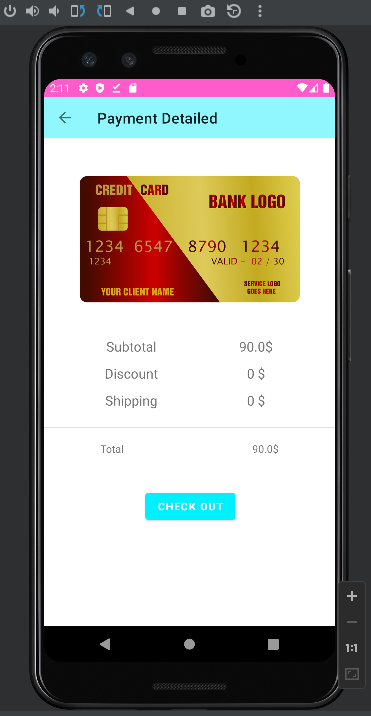 2:11
Payment Detailed
CREDIT CARD
BANK LOGO
1234 6547 8790 1234
1234
VALID - 02 / 30
YOUR CLIENT NAME
SERVICE LOGO
GOES HERE
Subtotal 90.0$
Discount 0 $
Shipping 0 $
Total 90.0$
CHECK OUT
1:1